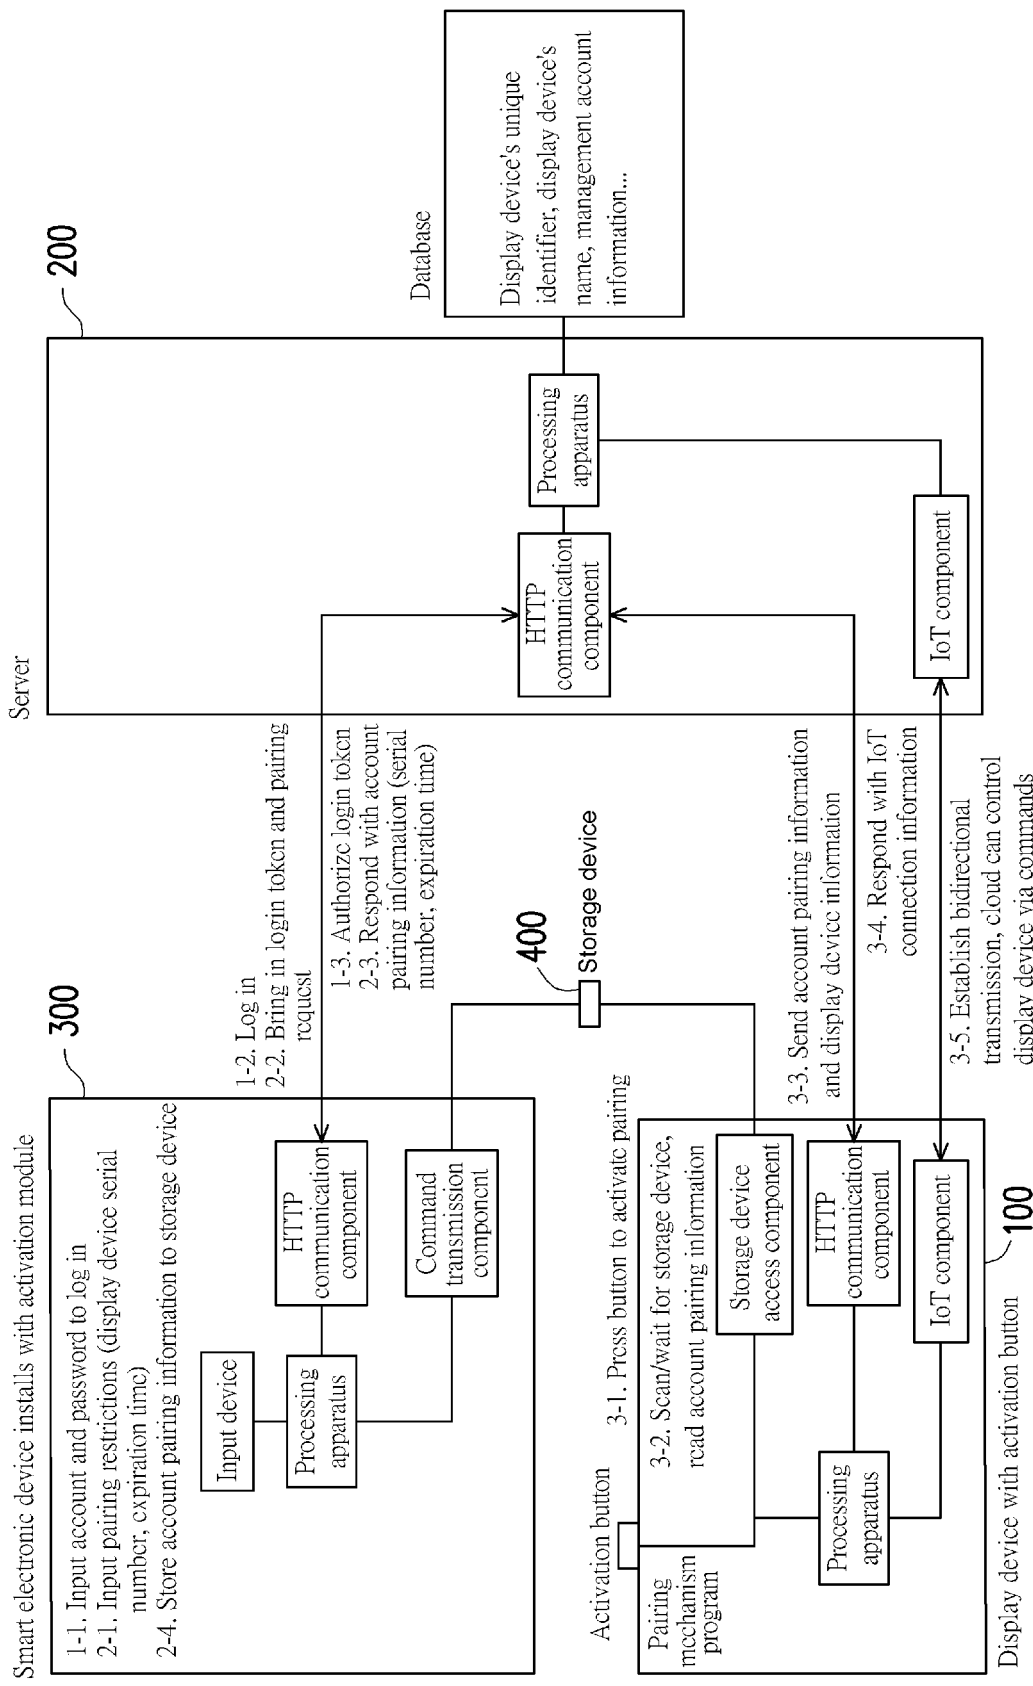 Smart electronic device installs with activation module
300
1-1. Input account and password to log in
2-1. Input pairing restrictions (display device serial
number, expiration time)
2-4. Store account pairing information to storage device
Input device
Processing
apparatus
HTTP
communication
component
Command
transmission
component
1-2. Log in
2-2. Bring in login token and pairing
request
1-3. Authorize login token
2-3. Respond with account
pairing information (serial
number, expiration time)
Server
200
HTTP
communication
component
Processing
apparatus
IoT component
Database
Display device's unique
identifier, display device's
name, management account
information...
400
Storage device
Activation button
3-1. Press button to activate pairing
3-2. Scan/wait for storage device,
read account pairing information
Pairing
mechanism
program
Storage device
access component
Processing
apparatus
HTTP
communication
component
IoT component
3-3. Send account pairing information
and display device information
3-4. Respond with IoT
connection information
3-5. Establish bidirectional
transmission, cloud can control
display device via commands
100
Display device with activation button